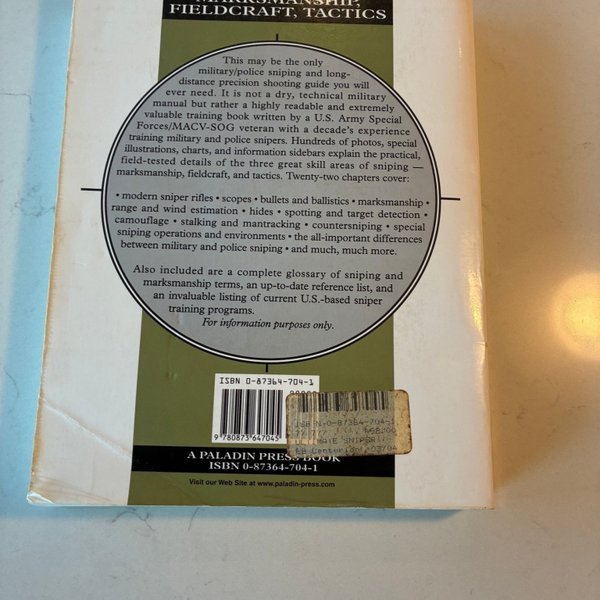 MARKSMANSHIP,
FIELDCRAFT, TACTICS
This may be the only
military/police sniping and long-
distance precision shooting guide you will
ever need. It is not a dry, technical military
manual but rather a highly readable and extremely
valuable training book written by a U.S. Army Special
Forces/MACV-SOG veteran with a decade's experience
training military and police snipers. Hundreds of photos, special
illustrations, charts, and information sidebars explain the practical,
field-tested details of the three great skill areas of sniping —
marksmanship, fieldcraft, and tactics. Twenty-two chapters cover:
• modern sniper rifles • scopes • bullets and ballistics • marksmanship •
range and wind estimation • hides • spotting and target detection •
camouflage • stalking and mantracking • countersniping • special
sniping operations and environments • the all-important differences
between military and police sniping • and much, much more.
Also included are a complete glossary of sniping and
marksmanship terms, an up-to-date reference list, and
an invaluable listing of current U.S.-based sniper
training programs.
For information purposes only.
ISBN 0-87364-704-1
9 780873 647045
ISBN-0-87364-704-1
SNIPER
A PALADIN PRESS BOOK
ISBN 0-87364-704-1
Visit our Web Site at www.paladin-press.com